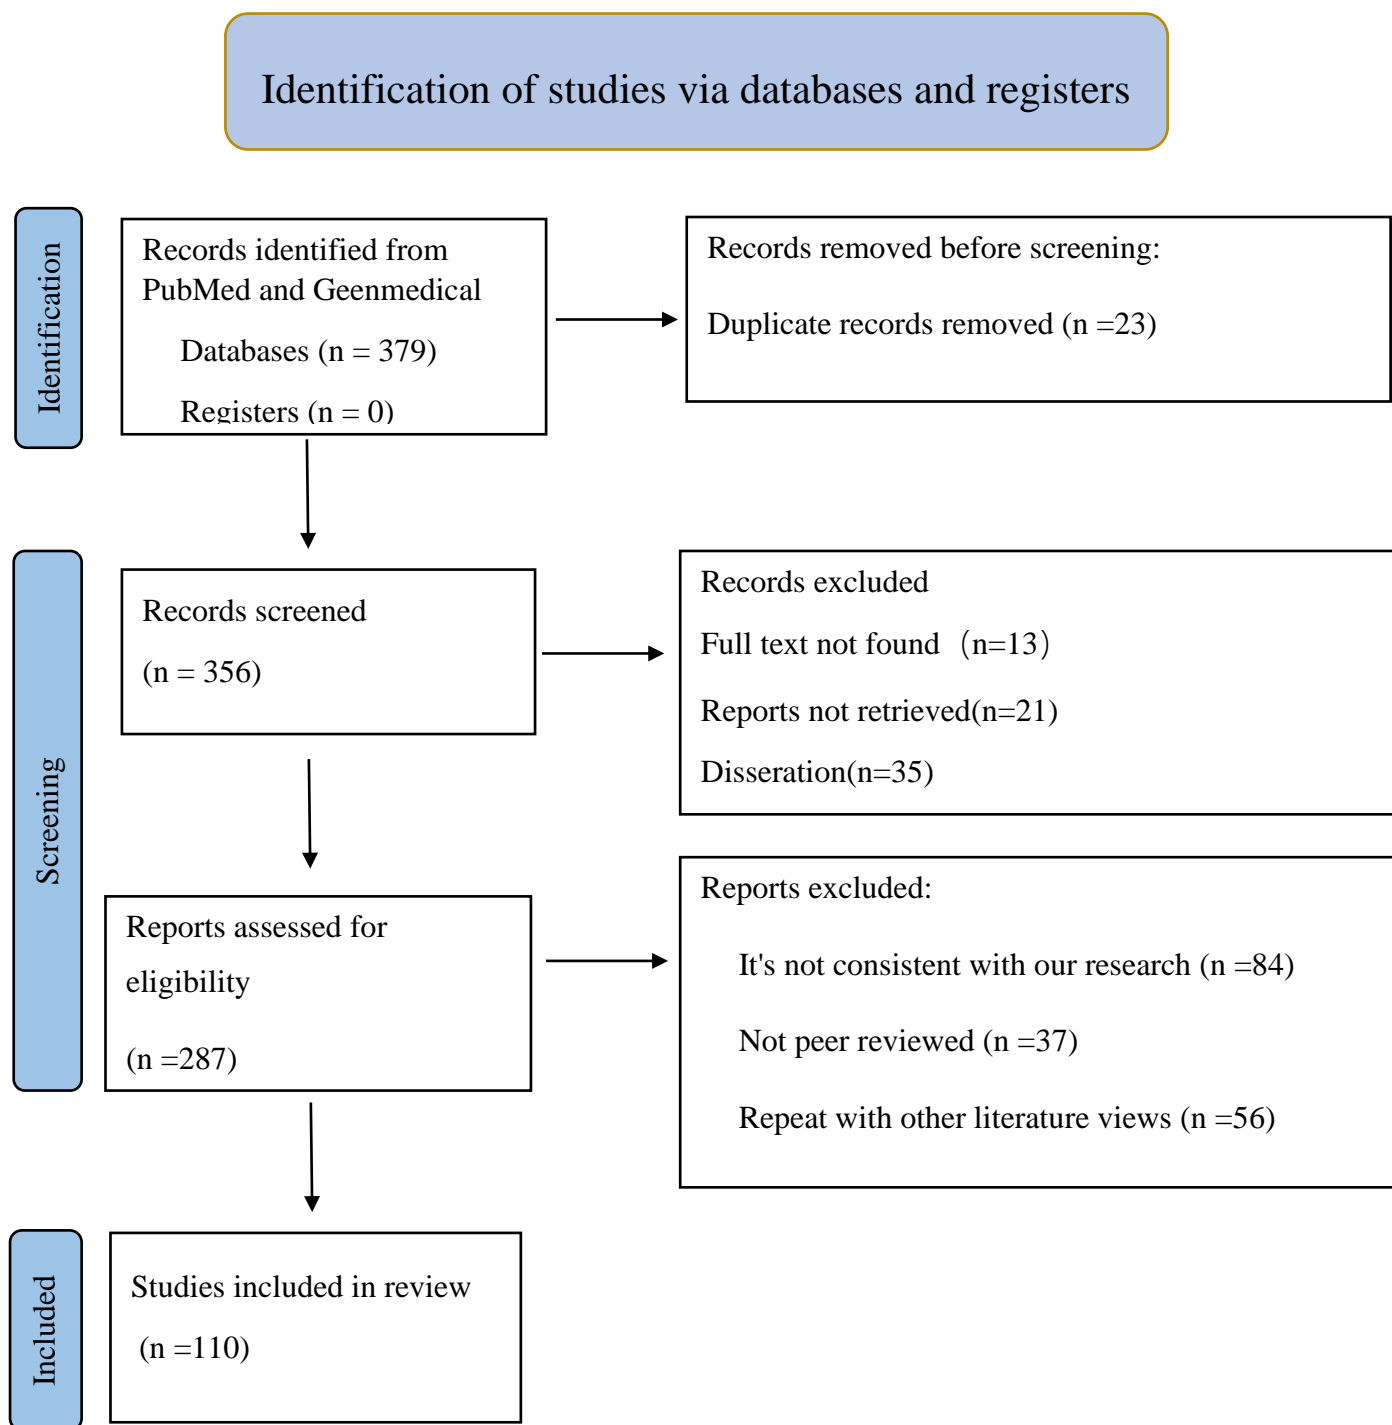 Identification of studies via databases and registers
Identification
Records identified from
PubMed and Geenmedical
Databases (n = 379)
Registers (n = 0)
Records removed before screening:
Duplicate records removed (n =23)
Screening
Records screened
(n = 356)
Records excluded
Full text not found（n=13）
Reports not retrieved(n=21)
Disseration(n=35)
Reports assessed for
eligibility
(n =287)
Reports excluded:
It's not consistent with our research (n =84)
Not peer reviewed (n =37)
Repeat with other literature views (n =56)
Included
Studies included in review
(n =110)